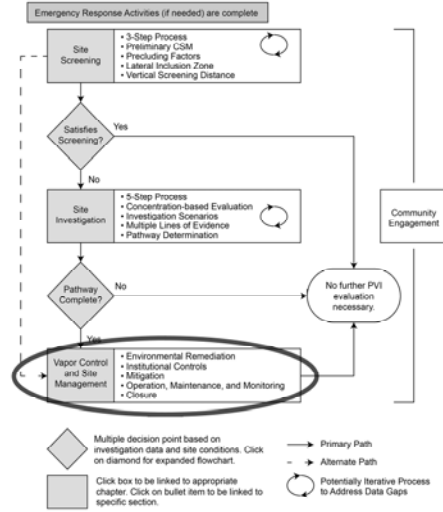 Emergency Response Activities (if needed) are complete
Site
Screening
• 3-Step Process
• Preliminary CSM
• Precluding Factors
• Lateral Inclusion Zone
• Vertical Screening Distance
Satisfies
Screening?
Yes
No
Site
Investigation
• 5-Step Process
• Concentration-based Evaluation
• Investigation Scenarios
• Multiple Lines of Evidence
• Pathway Determination
Community
Engagement
Pathway
Complete?
No
No further PVI
evaluation
necessary.
Yes
Vapor Control
and Site
Management
• Environmental Remediation
• Institutional Controls
• Mitigation
• Operation, Maintenance, and Monitoring
• Closure
Multiple decision point based on
investigation data and site conditions. Click
on diamond for expanded flowchart.
Click box to be linked to appropriate
chapter. Click on bullet item to be linked to
specific section.
Primary Path
Alternate Path
Potentially Iterative Process
to Address Data Gaps